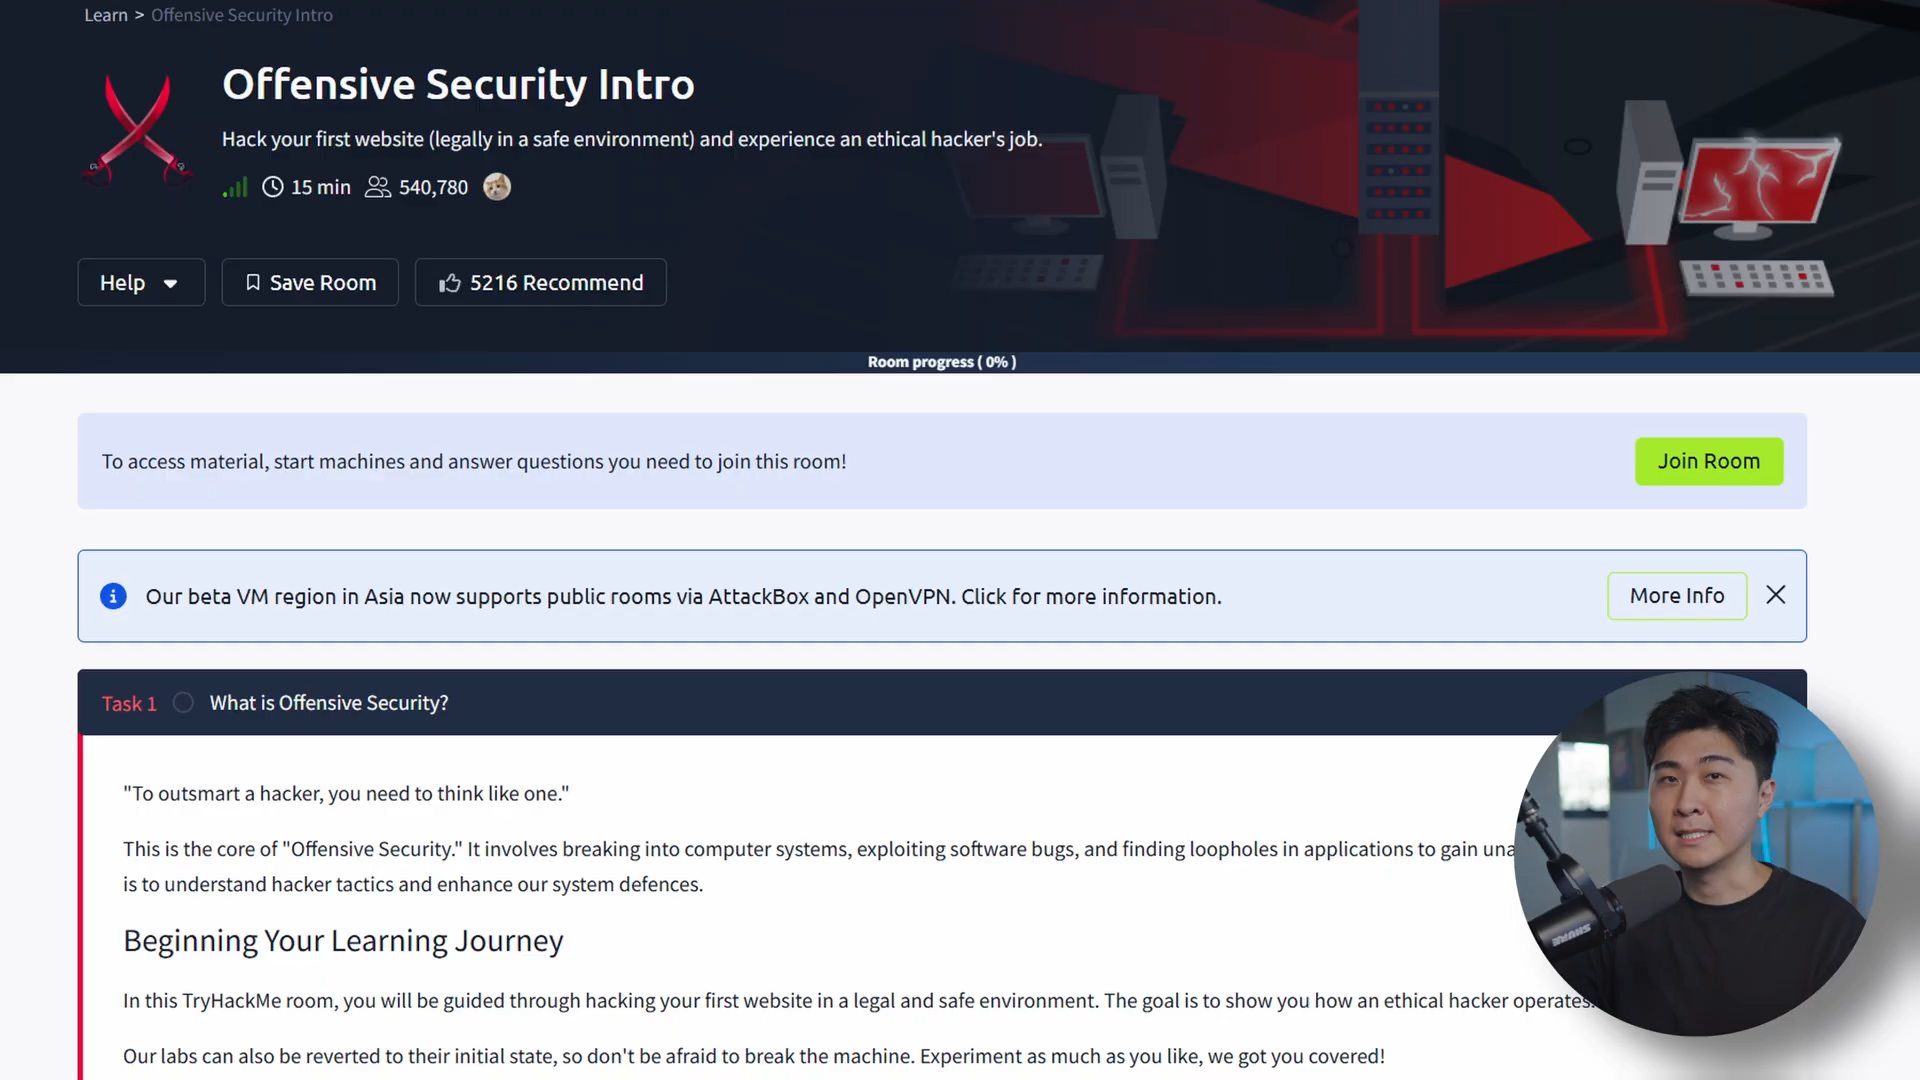 Learn > Offensive Security Intro
Offensive Security Intro
Hack your first website (legally in a safe environment) and experience an ethical hacker's job.
15 min 540,780
Help Save Room 5216 Recommend
Room progress ( 0% )
To access material, start machines and answer questions you need to join this room! Join Room
Our beta VM region in Asia now supports public rooms via AttackBox and OpenVPN. Click for more information. More Info
Task 1 What is Offensive Security?
"To outsmart a hacker, you need to think like one."
This is the core of "Offensive Security." It involves breaking into computer systems, exploiting software bugs, and finding loopholes in applications to gain una
is to understand hacker tactics and enhance our system defences.
Beginning Your Learning Journey
In this TryHackMe room, you will be guided through hacking your first website in a legal and safe environment. The goal is to show you how an ethical hacker operates.
Our labs can also be reverted to their initial state, so don't be afraid to break the machine. Experiment as much as you like, we got you covered!
SHURE